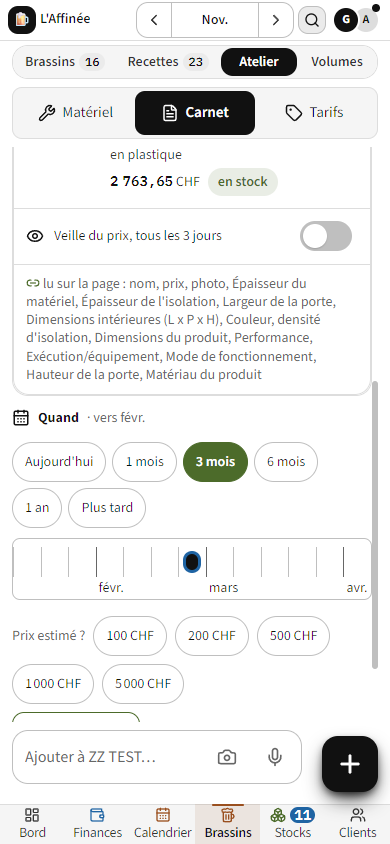 L'Affinée
Nov.
G
A
Brassins 16
Recettes 23
Atelier
Volumes
Matériel
Carnet
Tarifs
en plastique
2 763,65 CHF en stock
Veille du prix, tous les 3 jours
lu sur la page : nom, prix, photo, Épaisseur du
matériel, Épaisseur de l'isolation, Largeur de la porte,
Dimensions intérieures (L x P x H), Couleur, densité
d'isolation, Dimensions du produit, Performance,
Exécution/équipement, Mode de fonctionnement,
Hauteur de la porte, Matériau du produit
Quand · vers févr.
Aujourd'hui
1 mois
3 mois
6 mois
1 an
Plus tard
févr.
mars
avr.
Prix estimé ?
100 CHF
200 CHF
500 CHF
1 000 CHF
5 000 CHF
Ajouter à ZZ TEST…
Bord
Finances
Calendrier
Brassins
11
Stocks
Clients